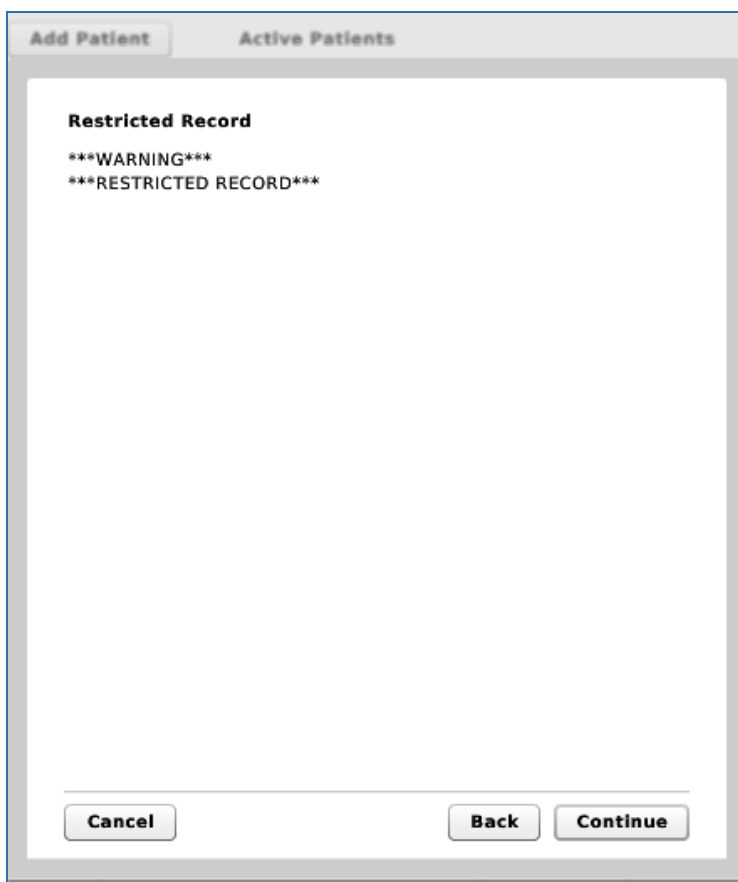 Add Patient Active Patients
Restricted Record
***WARNING***
***RESTRICTED RECORD***
Cancel Back Continue